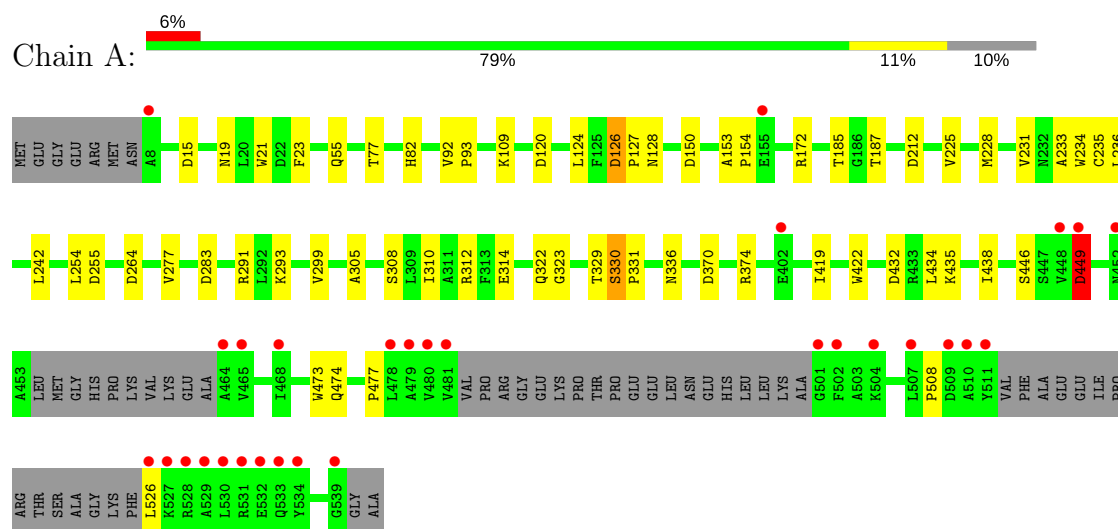 6%
Chain A:
79% 11% 10%
MET GLU GLY GLU ARG MET ASN A8 D15 N19 L20 W21 D22 F23 Q55 T77 H82 V92 P93 K109 D120 L124 F125 D126 P127 N128 D150 A153 P154 E155 R172 T185 G186 T187 D212 V225 M228 V231 N232 A233 W234 C235 L236
L242 L254 D255 D264 V277 D283 R291 L292 K293 V299 A305 S308 L309 I310 A311 R312 F313 E314 Q322 G323 T329 S330 P331 N336 D370 R374 E402 I419 W422 D432 R433 L434 K435 I438 S446 S447 V448 D449 N452
A453 LEU MET GLY HIS PRO LYS VAL LYS GLU ALA A464 V465 I468 W473 Q474 P477 L478 A479 V480 V481 VAL PRO ARG GLY GLU LYS PRO THR PRO GLU GLU LEU ASN GLU HIS LEU LEU LYS ALA G501 F502 A503 K504 L507 P508 D509 A510 Y511 VAL PHE ALA GLU GLU ILE PRO
ARG THR SER ALA GLY LYS PHE L526 K527 R528 A529 L530 R531 E532 Q533 Y534 G539 GLY ALA